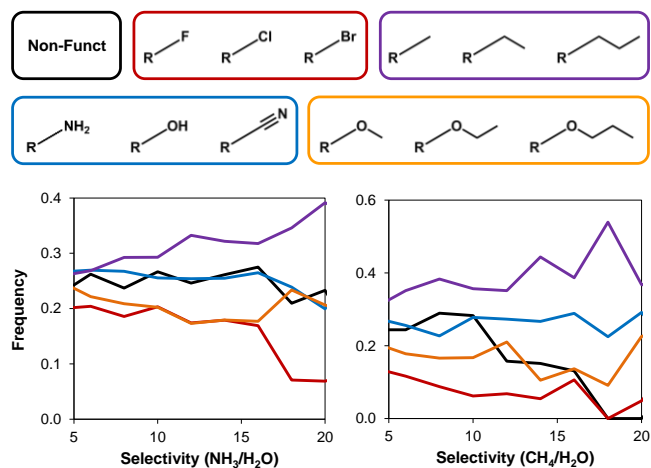 Non-Funct
F
R
Cl
R
Br
R
R
R
R
NH2
R
OH
R
N
R
O
R
O
R
O
R
0.4
0.3
0.2
0.1
0.0
Frequency
5 10 15 20
Selectivity (NH3/H2O)
0.6
0.4
0.2
0.0
5 10 15 20
Selectivity (CH4/H2O)